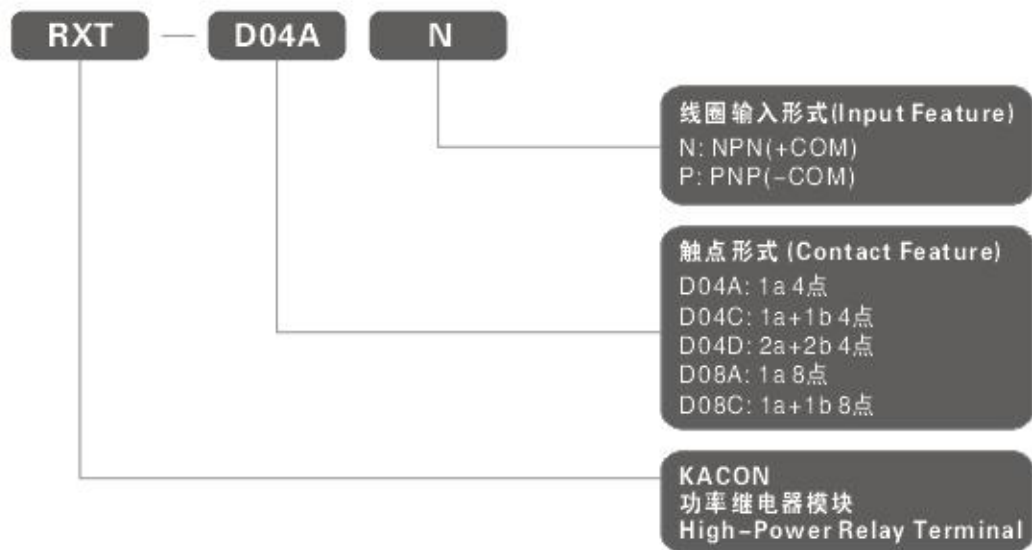 RXT — D04A N
线圈输入形式(Input Feature)
N: NPN(+COM)
P: PNP(-COM)
触点形式 (Contact Feature)
D04A: 1a 4点
D04C: 1a+1b 4点
D04D: 2a+2b 4点
D08A: 1a 8点
D08C: 1a+1b 8点
KACON
功率继电器模块
High-Power Relay Terminal